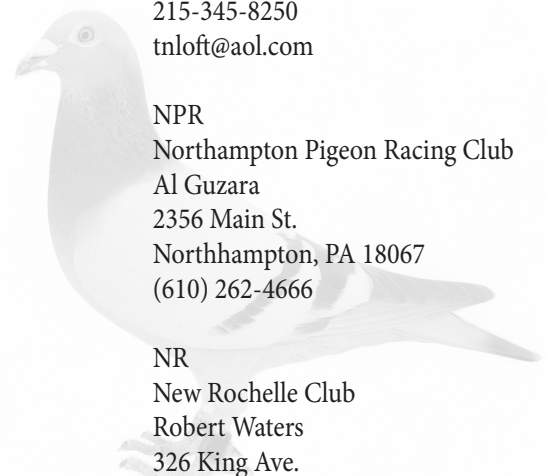 215-345-8250
tnloft@aol.com
NPR
Northampton Pigeon Racing Club
Al Guzara
2356 Main St.
Northhampton, PA 18067
(610) 262-4666
NR
New Rochelle Club
Robert Waters
326 King Ave.